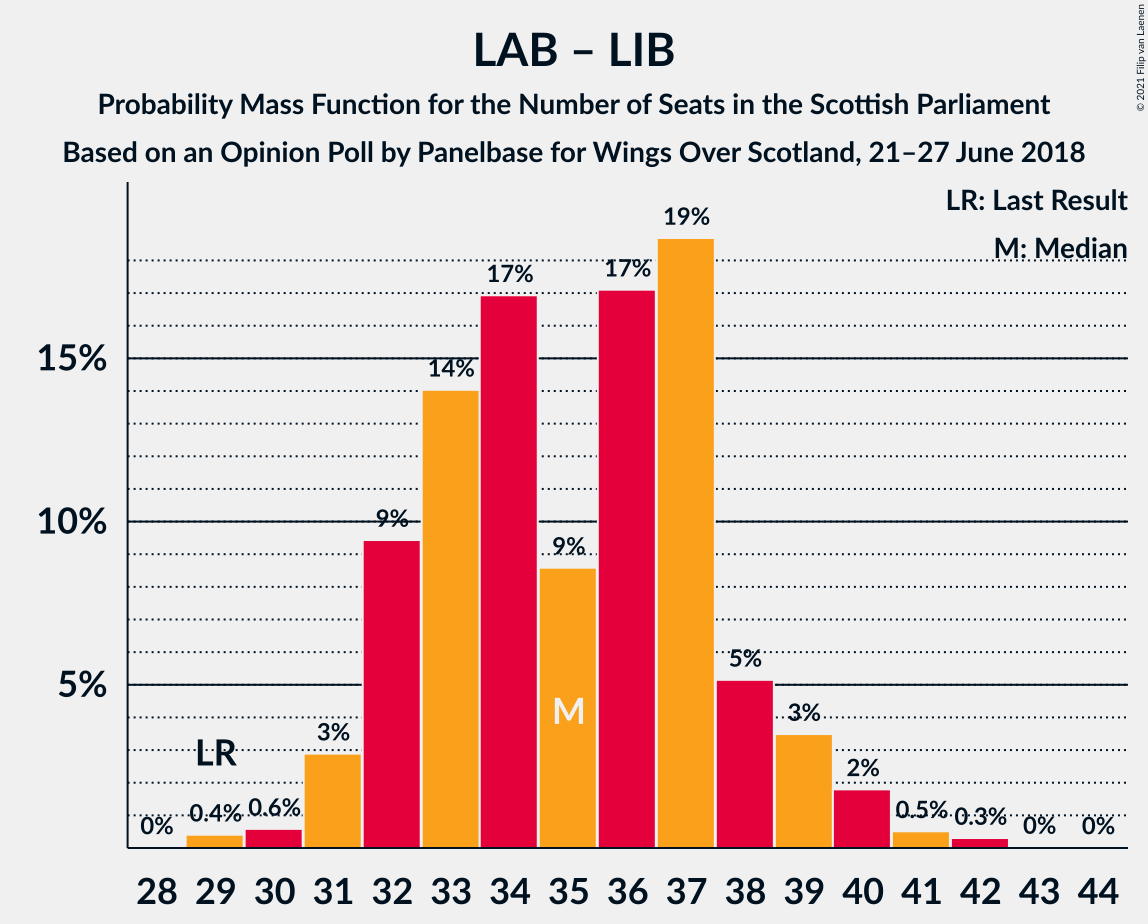 LAB – LIB
Probability Mass Function for the Number of Seats in the Scottish Parliament
Based on an Opinion Poll by Panelbase for Wings Over Scotland, 21–27 June 2018
© 2021 Filip van Laenen
LR: Last Result
M: Median
15%
10%
5%
0%
0.4%
0.6%
3%
9%
14%
17%
9%
17%
19%
5%
3%
2%
0.5%
0.3%
0%
0%
LR
M
28 29 30 31 32 33 34 35 36 37 38 39 40 41 42 43 44